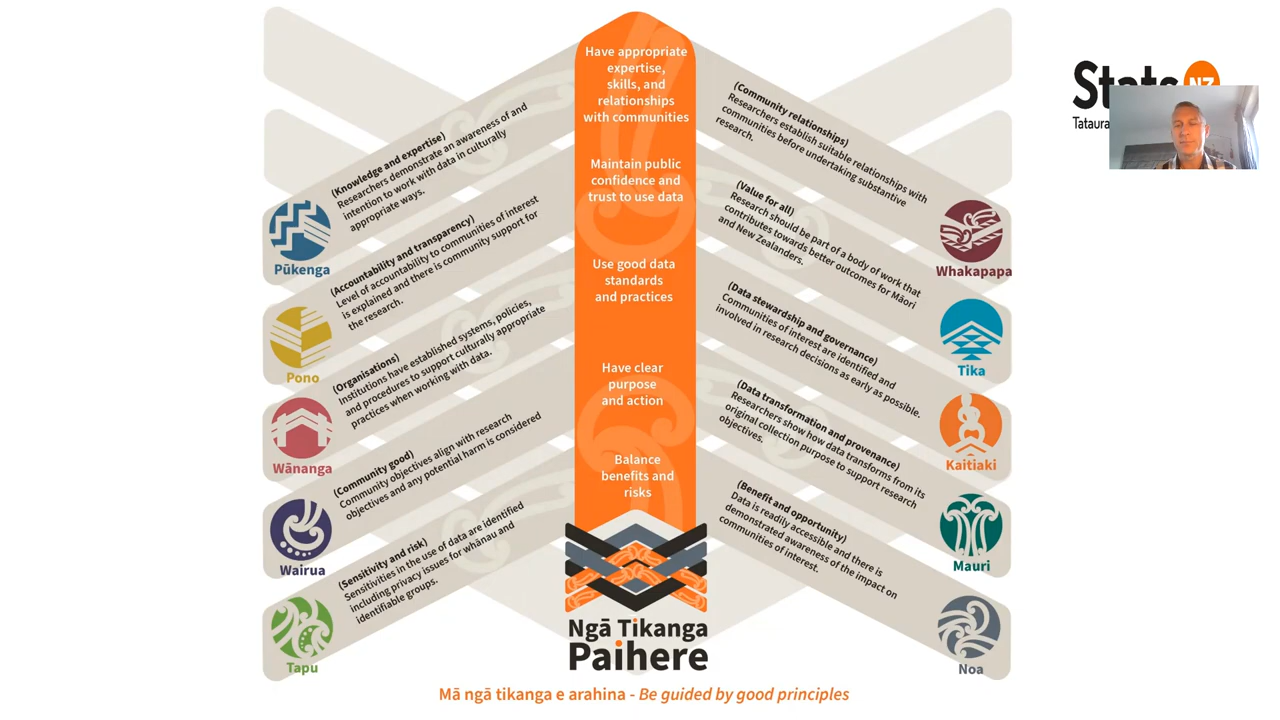 Have appropriate
expertise,
skills, and
relationships
with communities
Maintain public
confidence and
trust to use data
Use good data
standards
and practices
Have clear
purpose
and action
Balance
benefits and
risks
(Knowledge and expertise)
Researchers demonstrate an awareness of and
intention to work with data in culturally
appropriate ways.
Pūkenga
(Accountability and transparency)
Level of accountability to communities of interest
is explained and there is community support for
the research.
Pono
(Organisations)
Institutions have established systems, policies,
and procedures to support culturally appropriate
practices when working with data.
Wānanga
(Community good)
Community objectives align with research
objectives and any potential harm is considered
Wairua
(Sensitivity and risk)
Sensitivities in the use of data are identified
including privacy issues for whānau and
identifiable groups.
Tapu
(Community relationships)
Researchers establish suitable relationships with
communities before undertaking substantive
research.
Whakapapa
(Value for all)
Research should be part of a body of work that
contributes towards better outcomes for Māori
and New Zealanders.
Tika
(Data stewardship and governance)
Communities of interest are identified and
involved in research decisions as early as possible.
Kaitiaki
(Data transformation and provenance)
Researchers show how data transforms from its
original collection purpose to support research
objectives.
Mauri
(Benefit and opportunity)
Data is readily accessible and there is
demonstrated awareness of the impact on
communities of interest.
Noa
Stats NZ
Tataura
Ngā Tikanga
Paihere
Mā ngā tikanga e arahina - Be guided by good principles